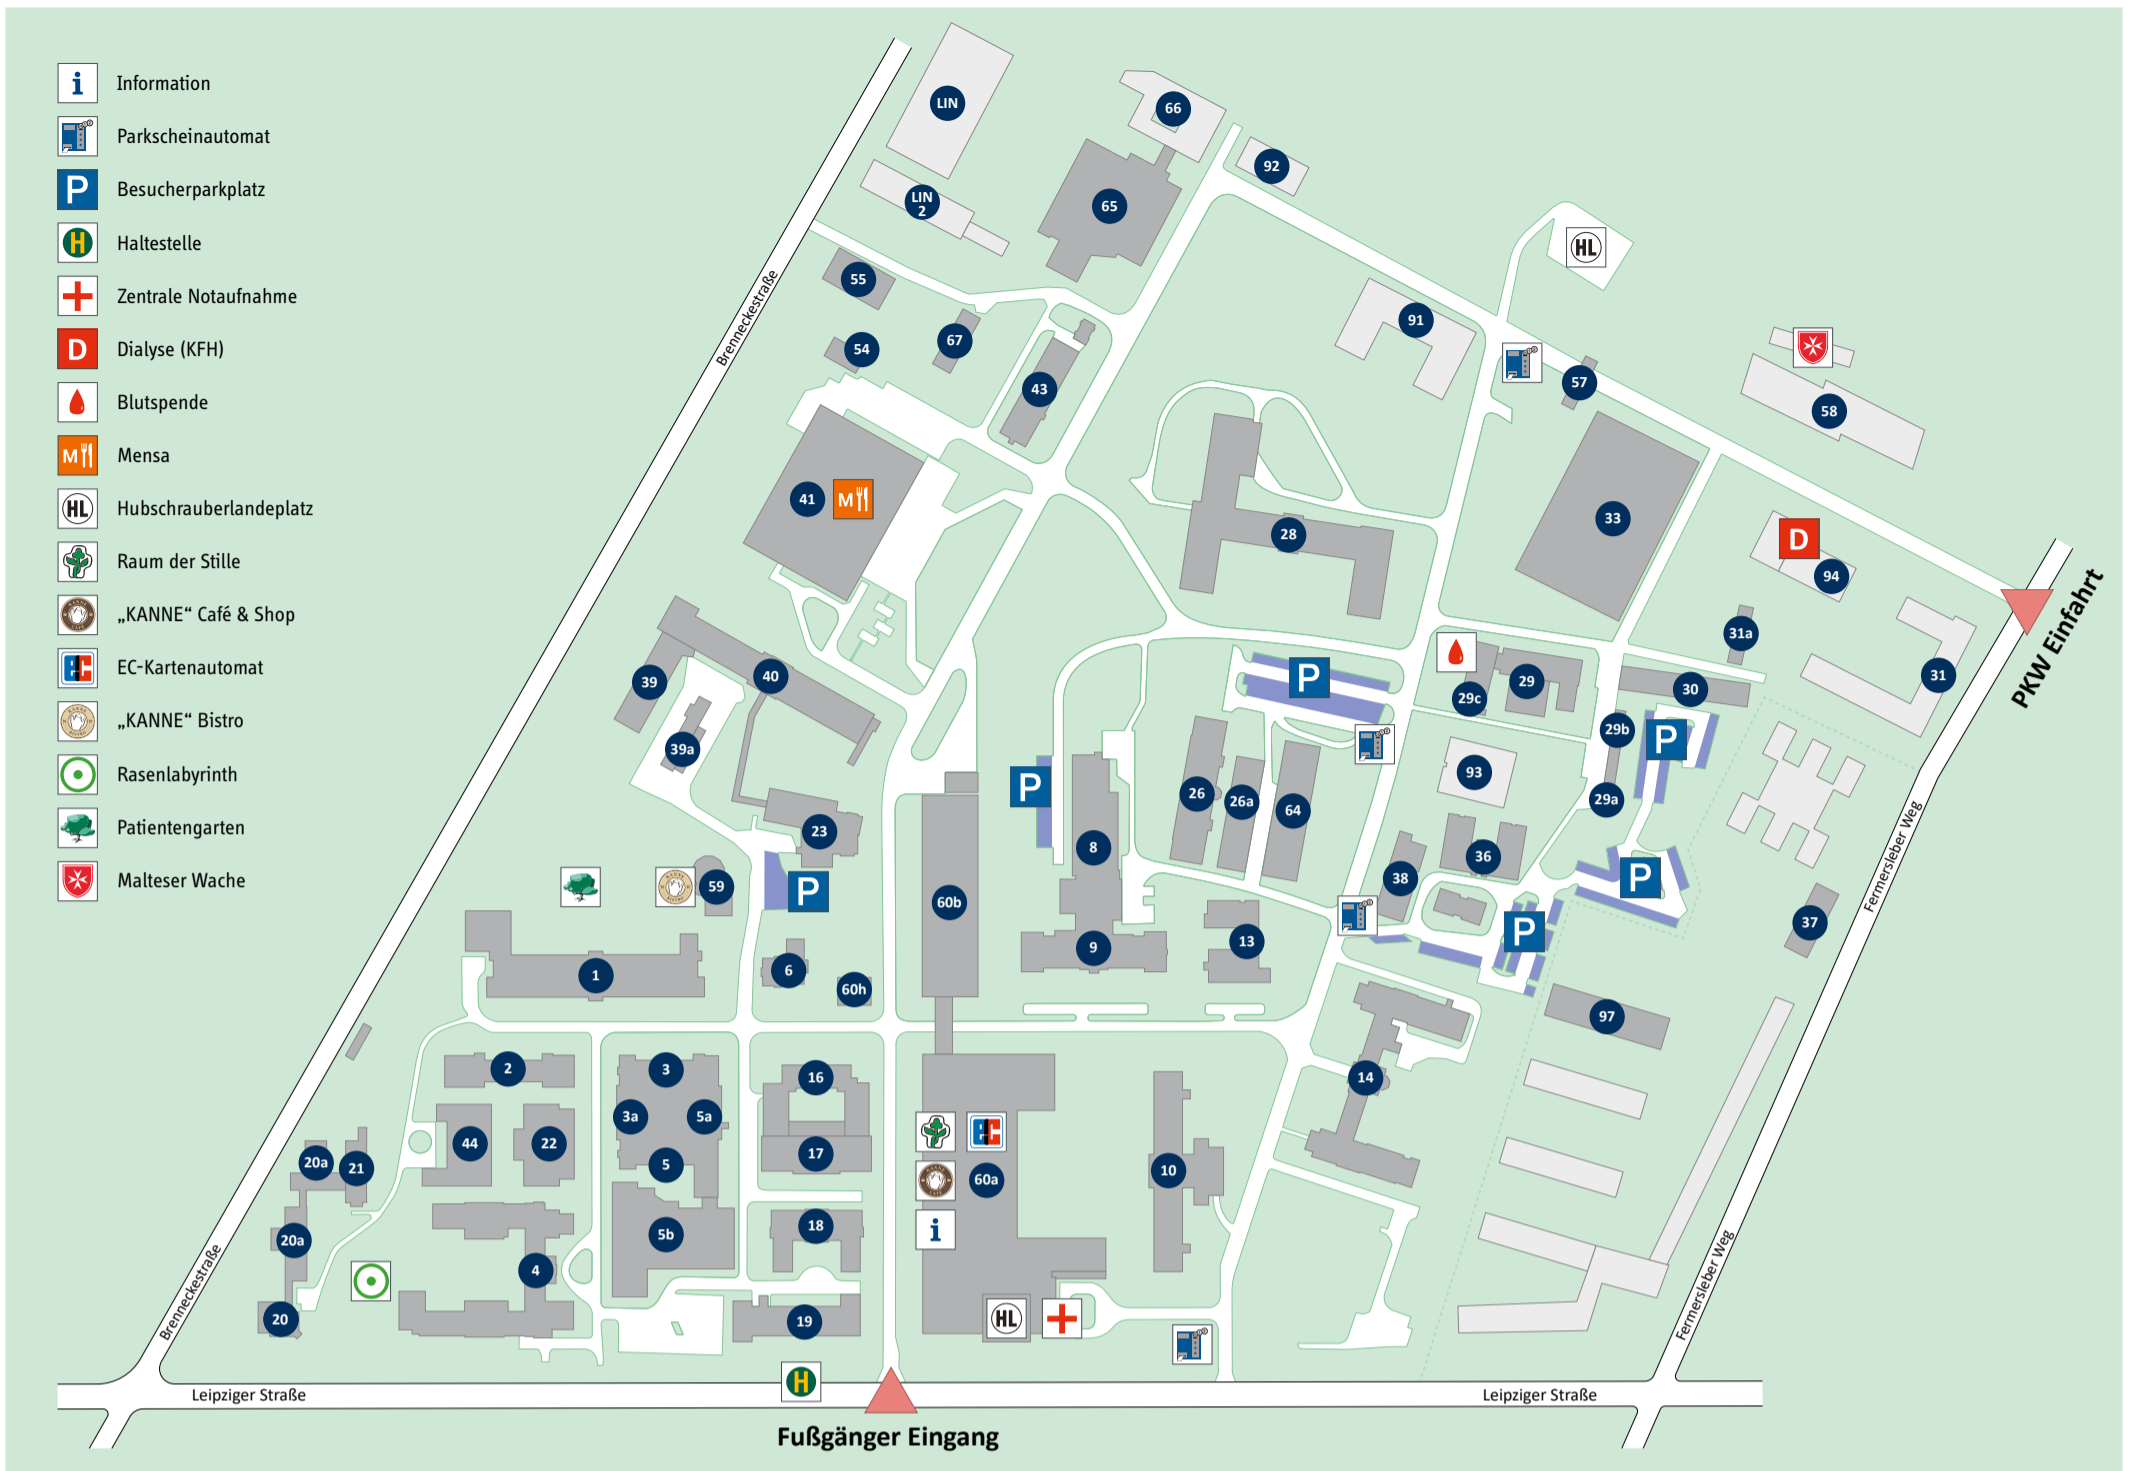 i Information
Parkscheinautomat
P Besucherparkplatz
H Haltestelle
Zentrale Notaufnahme
D Dialyse (KFH)
Blutspende
M Mensa
HL Hubschrauberlandeplatz
Raum der Stille
„KANNE“ Café & Shop
EC EC-Kartenautomat
„KANNE“ Bistro
Rasenlabyrinth
Patientengarten
Malteser Wache
LIN
66
92
LIN
2
65
HL
55
Brenneckestraße
91
54
67
57
43
58
41
M
33
28
D
94
PKW Einfahrt
31a
39
40
P
29c
29
30
31
39a
29b
P
93
P
26
26a
64
29a
23
8
36
Fermersleber Weg
59
P
38
P
60b
37
9
13
P
1
6
60h
97
2
3
16
14
3a
5a
44
22
EC
20a
21
5
17
10
60a
20a
5b
18
i
4
Brenneckestraße
Fermersleber Weg
20
19
HL
H
Leipziger Straße
Leipziger Straße
Fußgänger Eingang